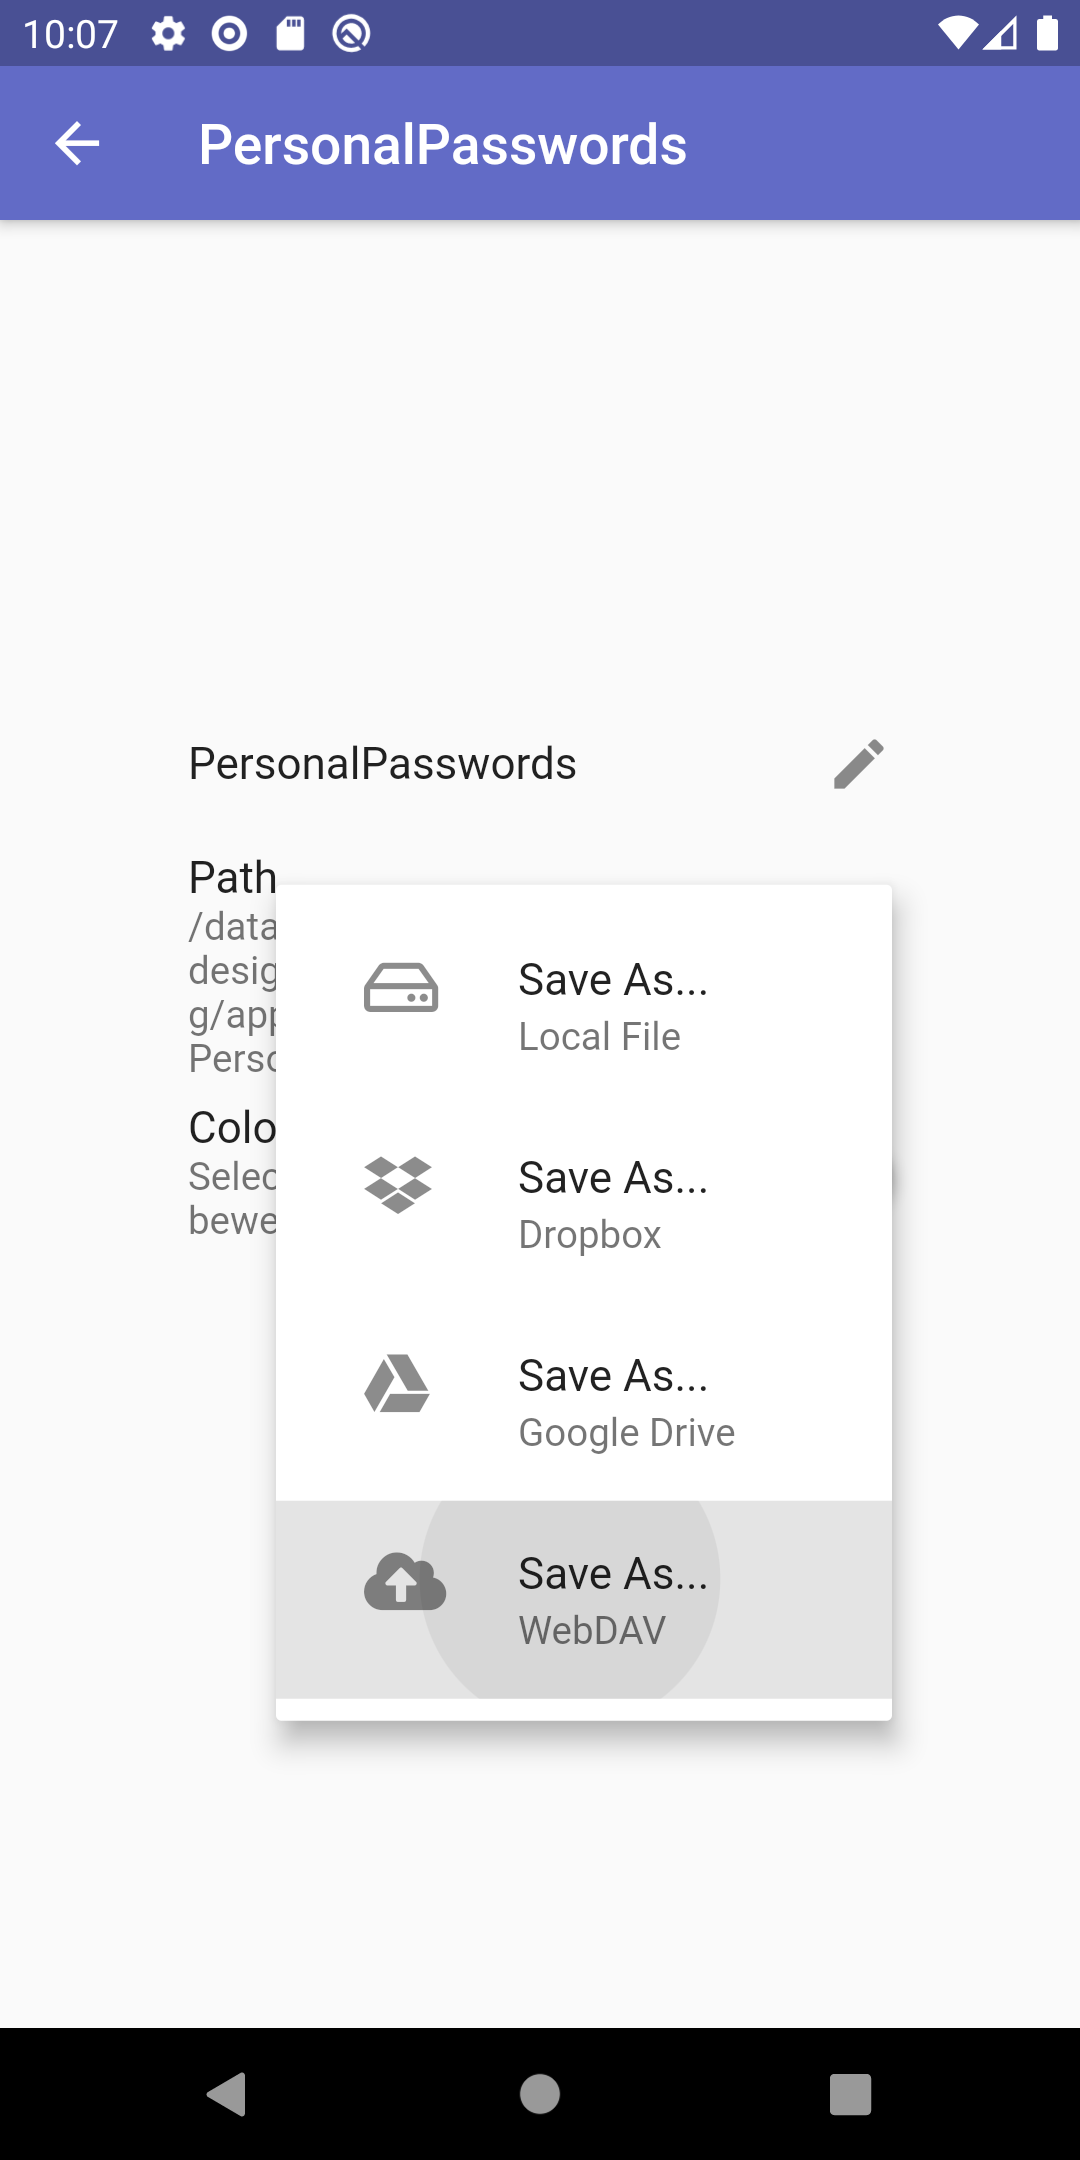 10:07
PersonalPasswords
PersonalPasswords
Path
/data
desig
g/app
Perso
Colo
Selec
bewe
Save As...
Local File
Save As...
Dropbox
Save As...
Google Drive
Save As...
WebDAV